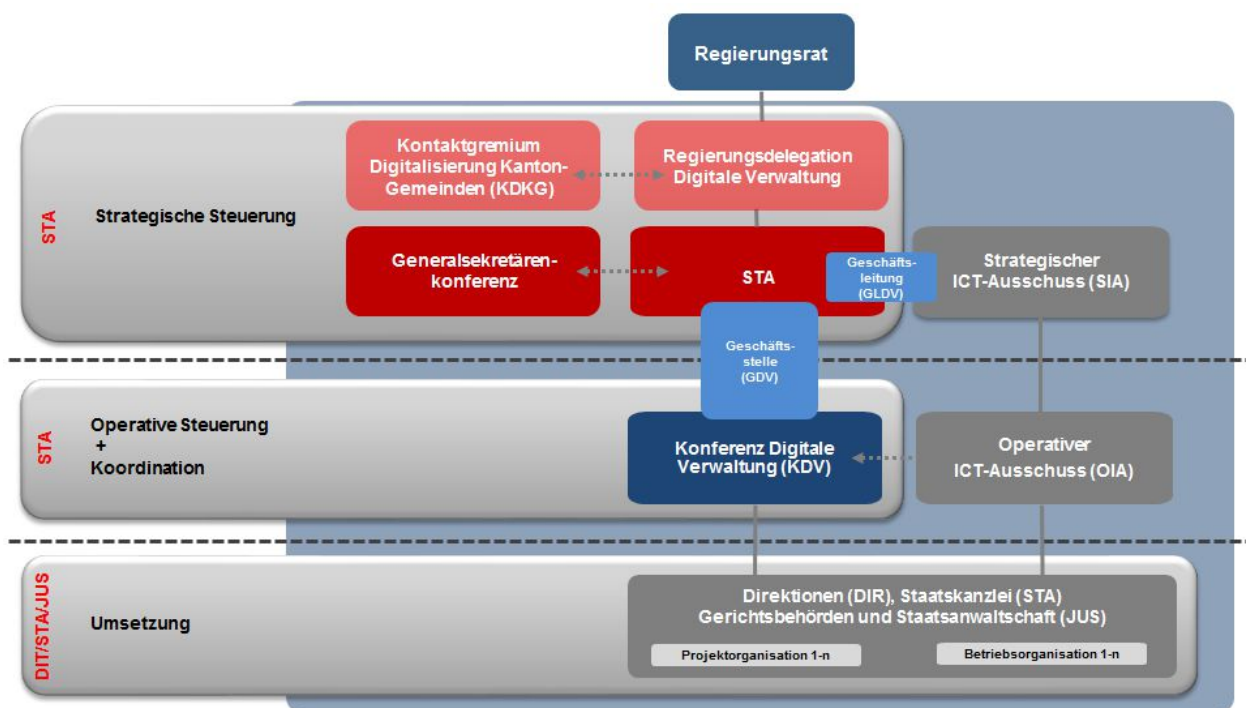 Regierungsrat
STA
Strategische Steuerung
Kontaktgremium
Digitalisierung Kanton-
Gemeinden (KDKG)
Regierungsdelegation
Digitale Verwaltung
Generalsekretären-
konferenz
STA
Geschäfts-
leitung
(GLDV)
Strategischer
ICT-Ausschuss (SIA)
Geschäfts-
stelle
(GDV)
STA
Operative Steuerung
+
Koordination
Konferenz Digitale
Verwaltung (KDV)
Operativer
ICT-Ausschuss (OIA)
DIT/STA/JUS
Umsetzung
Direktionen (DIR), Staatskanzlei (STA)
Gerichtsbehörden und Staatsanwaltschaft (JUS)
Projektorganisation 1-n
Betriebsorganisation 1-n